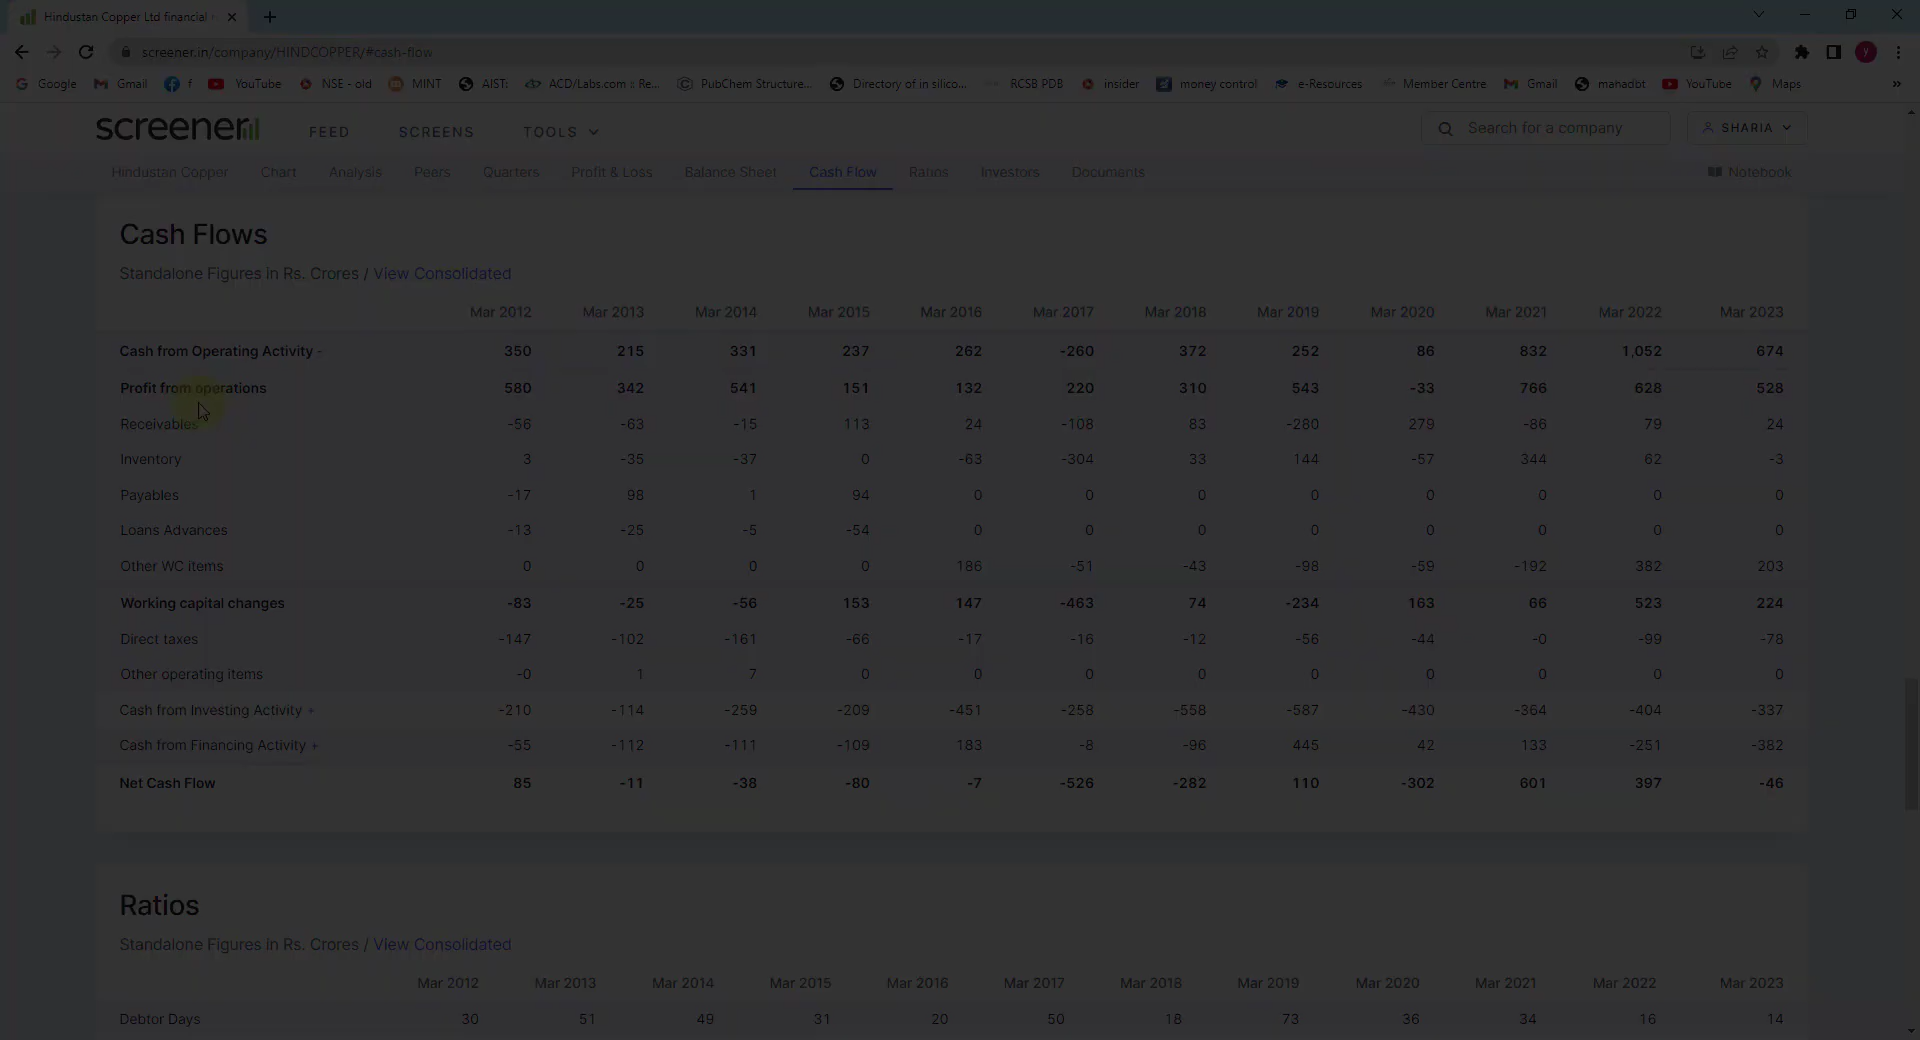 Hindustan Copper Ltd financial
screener.in/company/HINDCOPPER/#cash-flow
y
Google Gmail f YouTube NSE - old MINT AIST: ACD/Labs.com :: Re... PubChem Structure... Directory of in silico... RCSB PDB insider money control e-Resources Member Centre Gmail mahadbt YouTube Maps »
screener FEED SCREENS TOOLS Search for a company SHARIA
Hindustan Copper Chart Analysis Peers Quarters Profit & Loss Balance Sheet Cash Flow Ratios Investors Documents Notebook
Cash Flows
Standalone Figures in Rs. Crores / View Consolidated
Mar 2012 Mar 2013 Mar 2014 Mar 2015 Mar 2016 Mar 2017 Mar 2018 Mar 2019 Mar 2020 Mar 2021 Mar 2022 Mar 2023
Cash from Operating Activity - 350 215 331 237 262 -260 372 252 86 832 1,052 674
Profit from operations 580 342 541 151 132 220 310 543 -33 766 628 528
Receivables -56 -63 -15 113 24 -108 83 -280 279 -86 79 24
Inventory 3 -35 -37 0 -63 -304 33 144 -57 344 62 -3
Payables -17 98 1 94 0 0 0 0 0 0 0 0
Loans Advances -13 -25 -5 -54 0 0 0 0 0 0 0 0
Other WC items 0 0 0 0 186 -51 -43 -98 -59 -192 382 203
Working capital changes -83 -25 -56 153 147 -463 74 -234 163 66 523 224
Direct taxes -147 -102 -161 -66 -17 -16 -12 -56 -44 -0 -99 -78
Other operating items -0 1 7 0 0 0 0 0 0 0 0 0
Cash from Investing Activity + -210 -114 -259 -209 -451 -258 -558 -587 -430 -364 -404 -337
Cash from Financing Activity + -55 -112 -111 -109 183 -8 -96 445 42 133 -251 -382
Net Cash Flow 85 -11 -38 -80 -7 -526 -282 110 -302 601 397 -46
Ratios
Standalone Figures in Rs. Crores / View Consolidated
Mar 2012 Mar 2013 Mar 2014 Mar 2015 Mar 2016 Mar 2017 Mar 2018 Mar 2019 Mar 2020 Mar 2021 Mar 2022 Mar 2023
Debtor Days 30 51 49 31 20 50 18 73 36 34 16 14